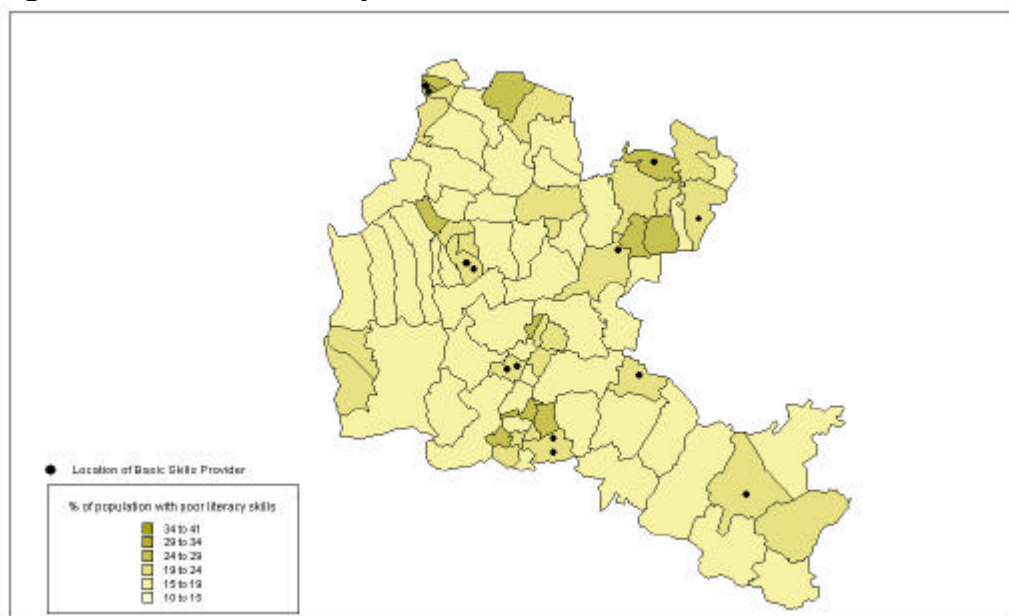 Location of Basic Skills Provider
% of population with poor literacy skills
34 to 41
29 to 34
24 to 29
19 to 24
15 to 19
10 to 15